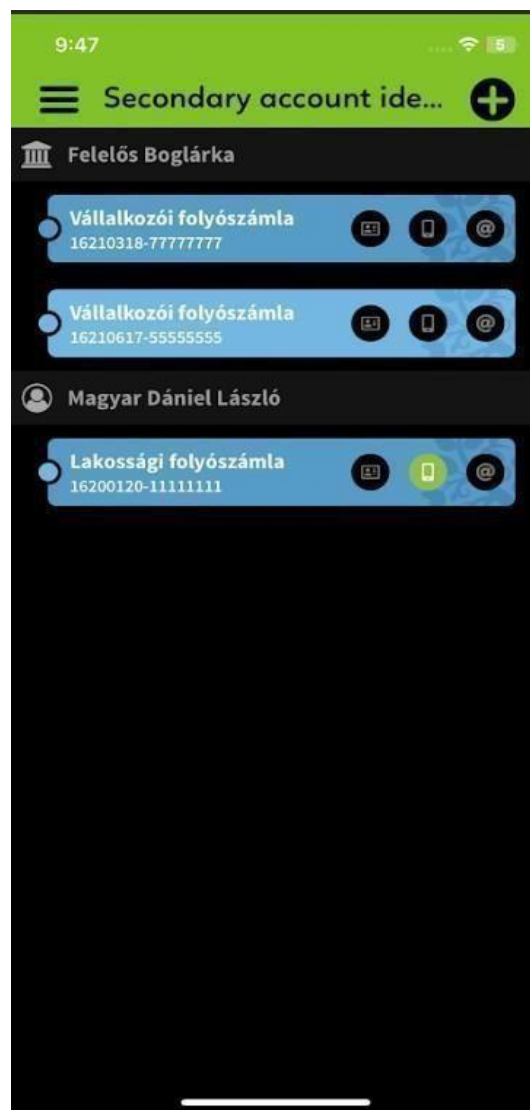 9:47
5
Secondary account ide...
Felelős Boglárka
Vállalkozói folyószámla
16210318-77777777
@
Vállalkozói folyószámla
16210617-55555555
@
Magyar Dániel László
Lakossági folyószámla
16200120-11111111
@